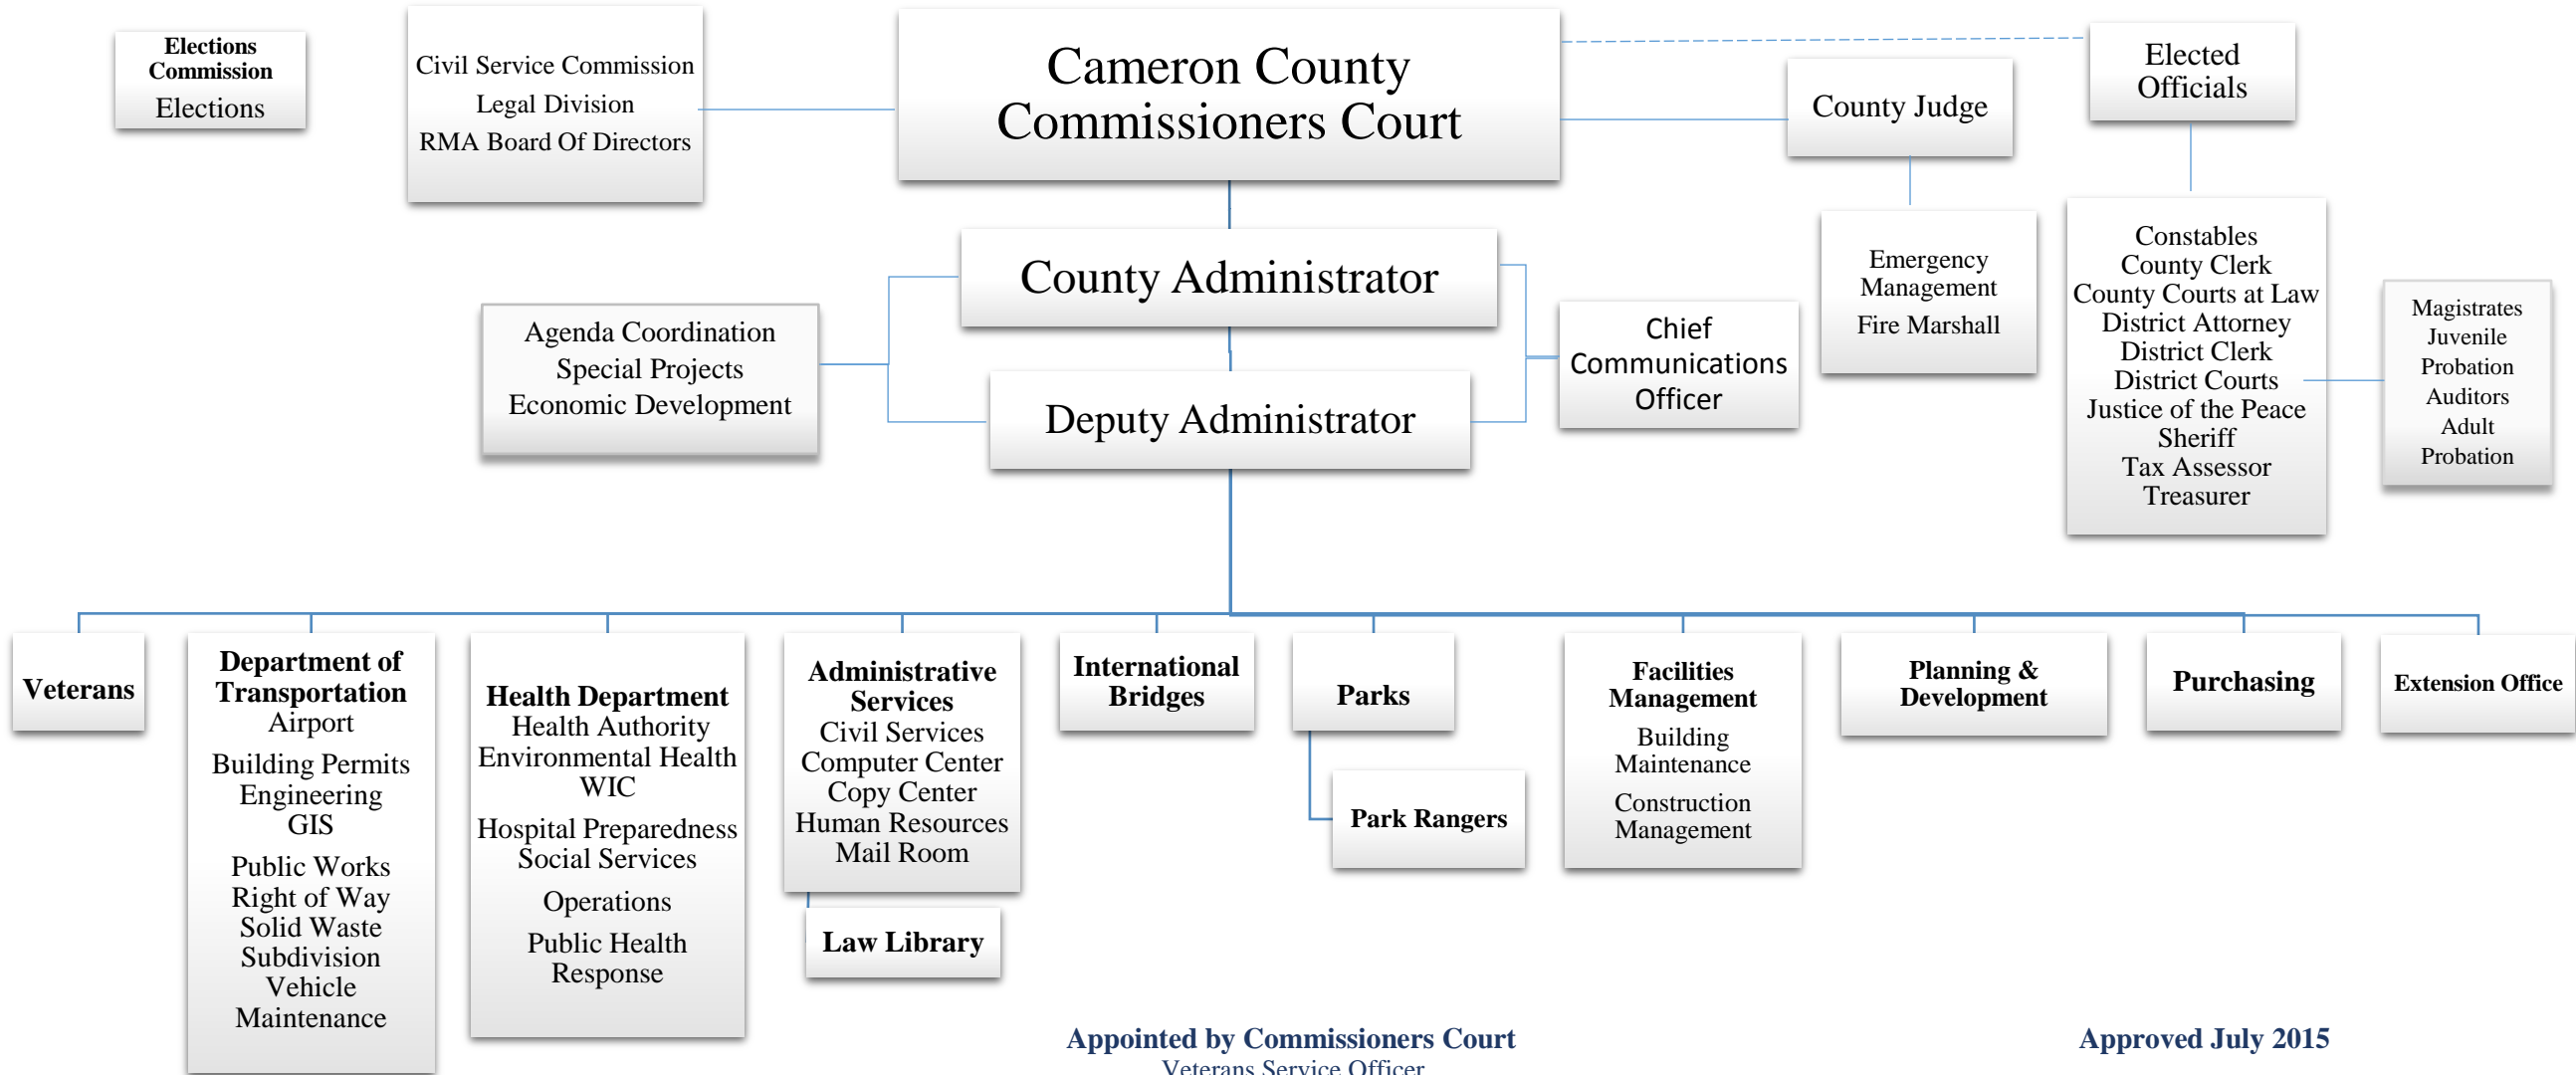 Elections
Commission
Elections
Civil Service Commission
Legal Division
RMA Board Of Directors
Cameron County
Commissioners Court
County Judge
Elected
Officials
County Administrator
Deputy Administrator
Agenda Coordination
Special Projects
Economic Development
Chief
Communications
Officer
Emergency
Management
Fire Marshall
Constables
County Clerk
County Courts at Law
District Attorney
District Clerk
District Courts
Justice of the Peace
Sheriff
Tax Assessor
Treasurer
Magistrates
Juvenile
Probation
Auditors
Adult
Probation
Veterans
Department of
Transportation
Airport
Building Permits
Engineering
GIS
Public Works
Right of Way
Solid Waste
Subdivision
Vehicle
Maintenance
Health Department
Health Authority
Environmental Health
WIC
Hospital Preparedness
Social Services
Operations
Public Health
Response
Administrative
Services
Civil Services
Computer Center
Copy Center
Human Resources
Mail Room
Law Library
International
Bridges
Parks
Park Rangers
Facilities
Management
Building
Maintenance
Construction
Management
Planning &
Development
Purchasing
Extension Office
Appointed by Commissioners Court
Veterans Service Officer
Approved July 2015